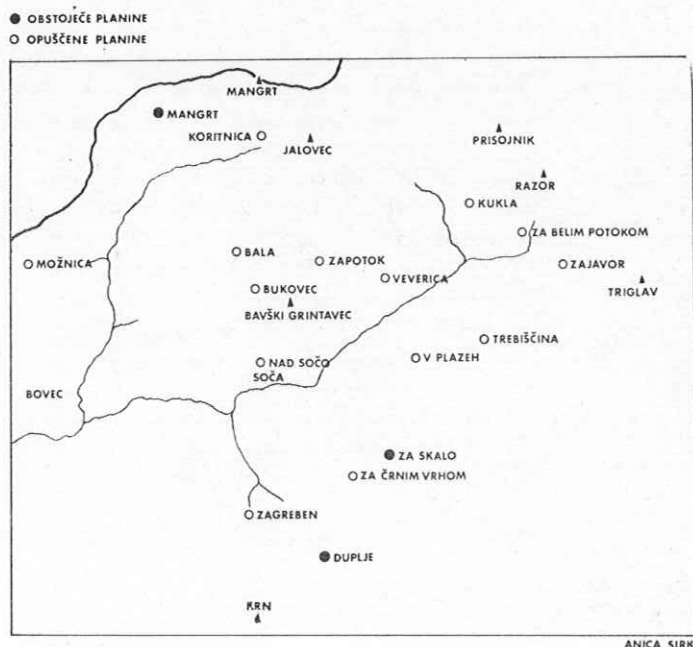 OBSTOJEČE PLANINE
OPUŠČENE PLANINE
MANGRT
MANGRT
KORITNICA
JALOVEC
PRISOJNIK
RAZOR
KUKLA
ZA BELIM POTOKOM
MOŽNICA
BALA
ZAPOTOK
ZAJAVOR
VEVERICA
TRIGLAV
BUKOVEC
BAVŠKI GRINTAVEC
TREBIŠČINA
V PLAZEH
NAD SOČO
SOČA
BOVEC
ZA SKALO
ZA ČRNIM VRHOM
ZAGREBEN
DUPLJE
KRN
ANICA SIRK